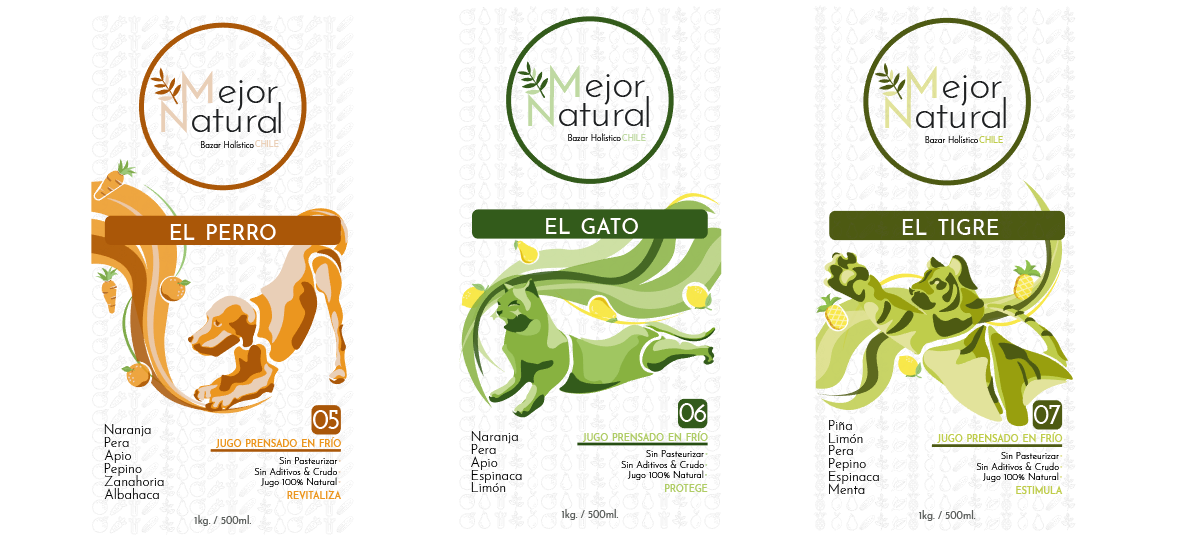 Mejor
Natural
Bazar Holístico CHILE
EL PERRO
05
Naranja
Pera
Apio
Pepino
Zanahoria
Albahaca
JUGO PRENSADO EN FRÍO
Sin Pasteurizar
Sin Aditivos & Crudo
Jugo 100% Natural
REVITALIZA
1kg. / 500ml.
Mejor
Natural
Bazar Holístico CHILE
EL GATO
06
Naranja
Pera
Apio
Espinaca
Limón
JUGO PRENSADO EN FRÍO
Sin Pasteurizar
Sin Aditivos & Crudo
Jugo 100% Natural
PROTEGE
1kg. / 500ml.
Mejor
Natural
Bazar Holístico CHILE
EL TIGRE
07
Piña
Limón
Pera
Pepino
Espinaca
Menta
JUGO PRENSADO EN FRÍO
Sin Pasteurizar
Sin Aditivos & Crudo
Jugo 100% Natural
ESTIMULA
1kg. / 500ml.